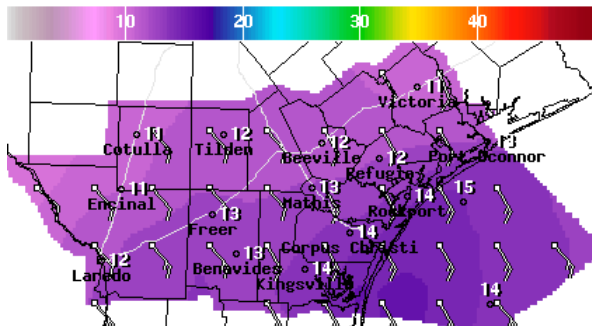 10 20 30 40
11
Victoria
11 12 13
Cotulla Tilden 12
Beeville 12 Port Oconnor
Refugio
11 13 14 15
Encinal Mathis Rockport
13
Freer 14
13 Corpus Christi
12 Benavides 14
Laredo Kingsville
14